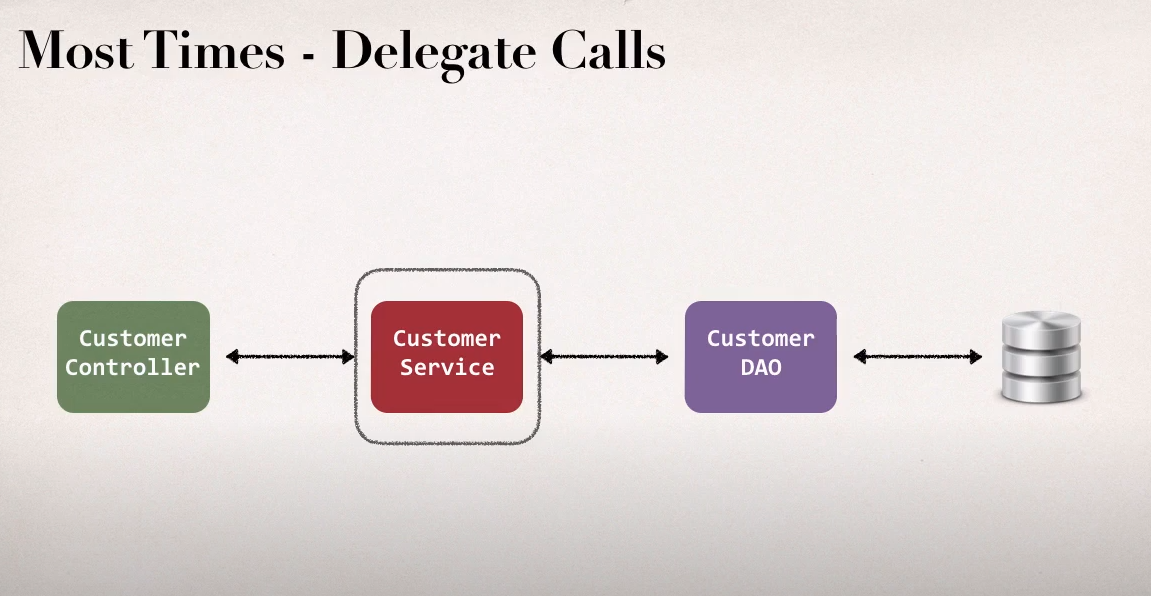 Most Times - Delegate Calls
Customer
Controller
Customer
Service
Customer
DAO